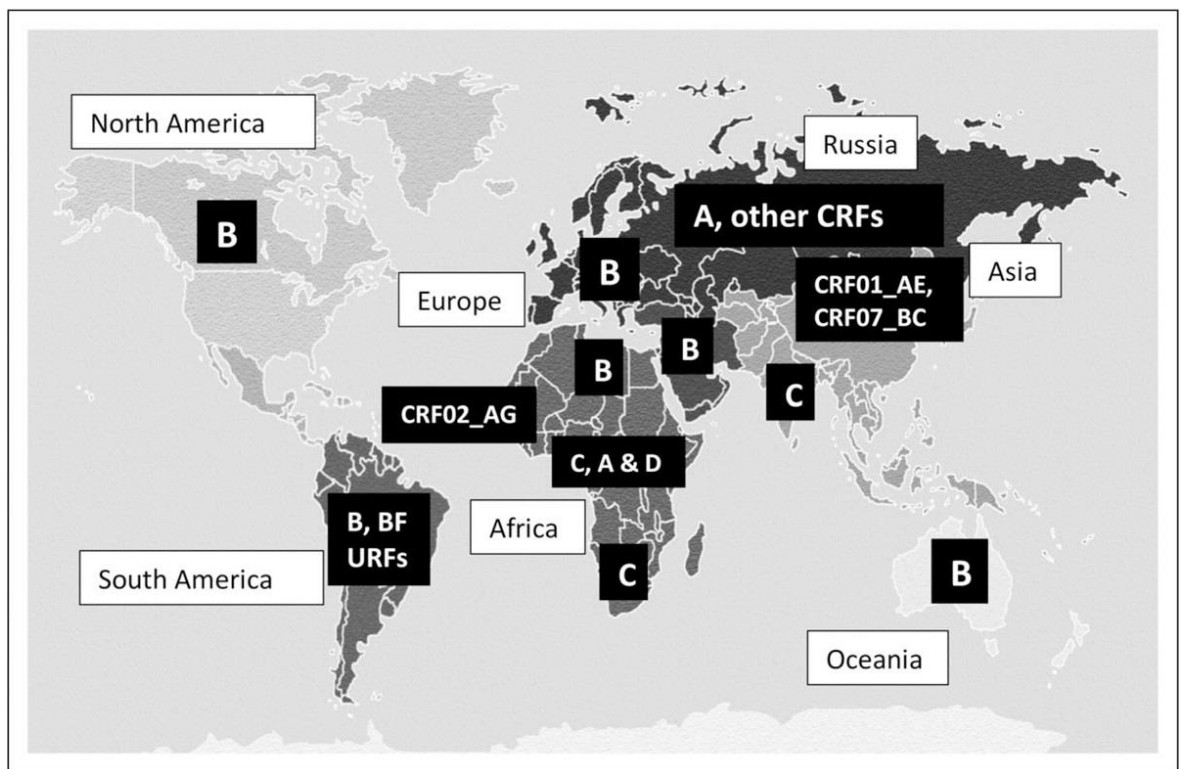 North America
Russia
B
A, other CRFs
B
Asia
Europe
CRF01_AE,
CRF07_BC
B
B
C
CRF02_AG
C, A & D
B, BF
URFs
Africa
South America
C
B
Oceania